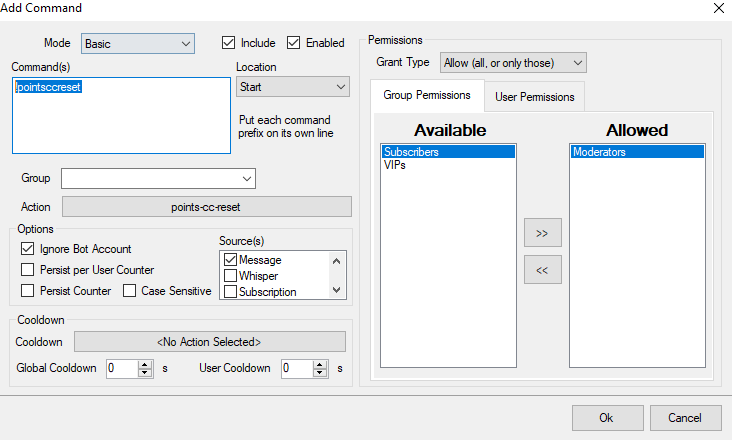 Add Command
Mode
Basic
Include
Enabled
Command(s)
!pointsccreset
Location
Start
Put each command
prefix on its own line
Group
Action
points-cc-reset
Options
Ignore Bot Account
Persist per User Counter
Persist Counter
Case Sensitive
Source(s)
Message
Whisper
Subscription
Cooldown
Cooldown
<No Action Selected>
Global Cooldown
0
s
User Cooldown
0
s
Permissions
Grant Type
Allow (all, or only those)
Group Permissions
User Permissions
Available
Subscribers
VIPs
>>
<<
Allowed
Moderators
Ok
Cancel